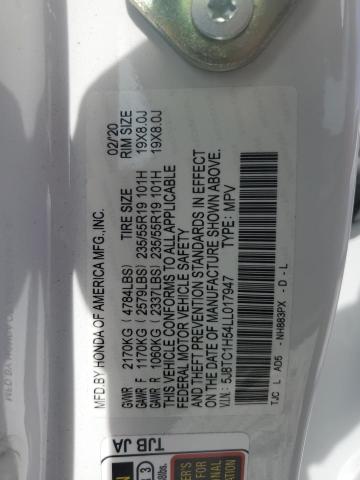 MFD.BY HONDA OF AMERICA MFG.,INC. 02/20
GVWR 2170KG (4784LBS) TIRE SIZE RIM SIZE
GAWR F 1170KG (2579LBS) 235/55R19 101H 19X8.0J
GAWR R 1060KG (2337LBS) 235/55R19 101H 19X8.0J
THIS VEHICLE CONFORMS TO ALL APPLICABLE
FEDERAL MOTOR VEHICLE SAFETY
AND THEFT PREVENTION STANDARDS IN EFFECT
ON THE DATE OF MANUFACTURE SHOWN ABOVE.
V.I.N.: 5J8TC1H54LL017947 TYPE: MPV
TJC L AD5 - NH883PX - D - L
TJB JA